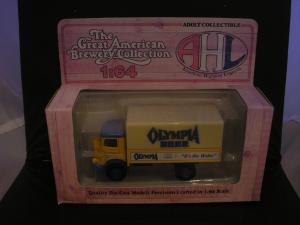 The
Great American
Brewery Collection
1:64
ADULT COLLECTIBLE
AHL
American Highway Legends
OLYMPIA
BEER
OLYMPIA
"It's the Water"
Quality Die-Cast Models Precision Crafted in 1:64 Scale